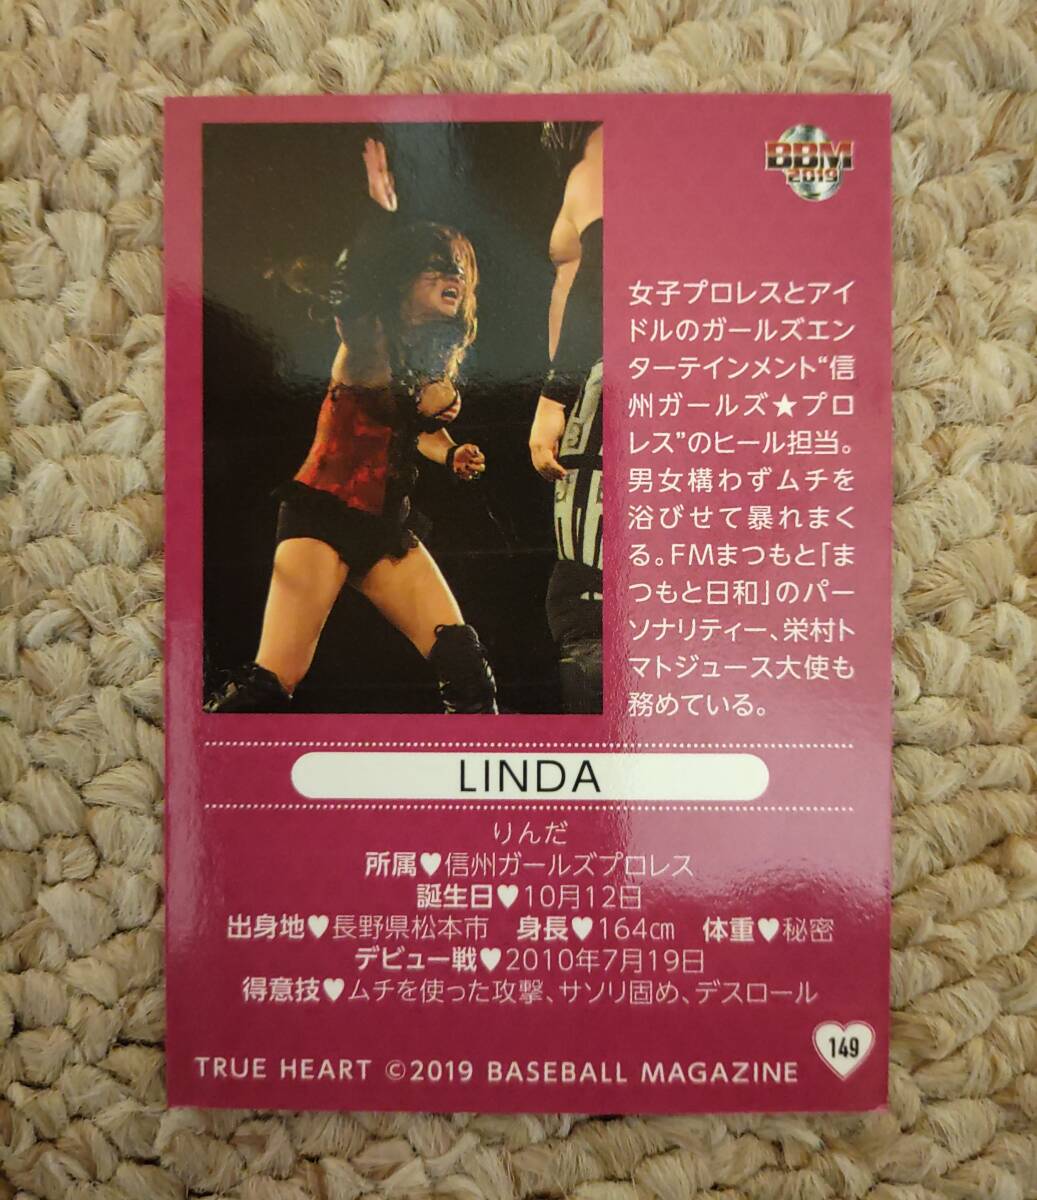 BBM
2019
女子プロレスとアイ
ドルのガールズエン
ターテインメント“信
州ガールズ★プロ
レス”のヒール担当。
男女構わずムチを
浴びせて暴れまく
る。FMまつもと「ま
つもと日和」のパー
ソナリティー、栄村ト
マトジュース大使も
務めている。
LINDA
りんだ
所属♥信州ガールズプロレス
誕生日♥10月12日
出身地♥長野県松本市 身長♥164㎝ 体重♥秘密
デビュー戦♥2010年7月19日
得意技♥ムチを使った攻撃、サソリ固め、デスロール
149
TRUE HEART ©2019 BASEBALL MAGAZINE